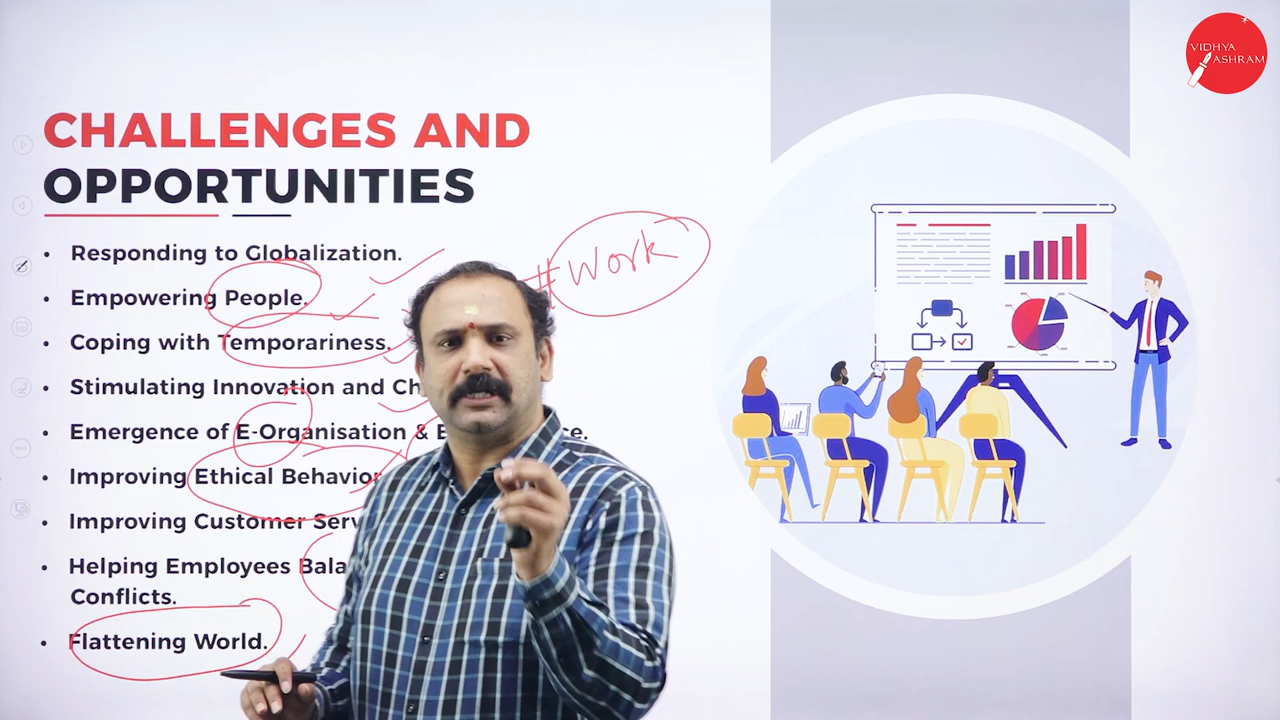 VIDHYA
ASHRAM
CHALLENGES AND
OPPORTUNITIES
• Responding to Globalization.
• Empowering People.
#Work
• Coping with Temporariness.
• Stimulating Innovation and Ch
• Emergence of E-Organisation & E
• Improving Ethical Behavior
• Improving Customer Serv
• Helping Employees Bala
Conflicts.
• Flattening World.